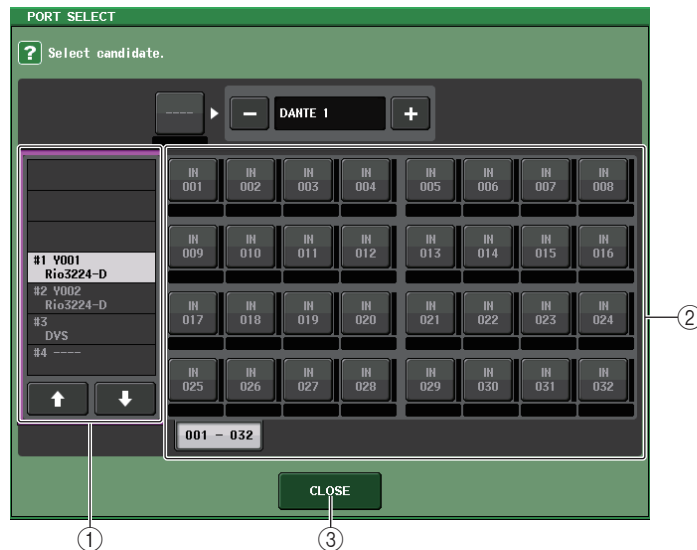 PORT SELECT
? Select candidate.
---- − DANTE 1 +
IN 001 IN 002 IN 003 IN 004 IN 005 IN 006 IN 007 IN 008
IN 009 IN 010 IN 011 IN 012 IN 013 IN 014 IN 015 IN 016
#1 Y001
Rio3224-D
#2 Y002
Rio3224-D
#3
DVS
#4 ----
IN 017 IN 018 IN 019 IN 020 IN 021 IN 022 IN 023 IN 024
IN 025 IN 026 IN 027 IN 028 IN 029 IN 030 IN 031 IN 032
001 - 032
CLOSE
①
②
③